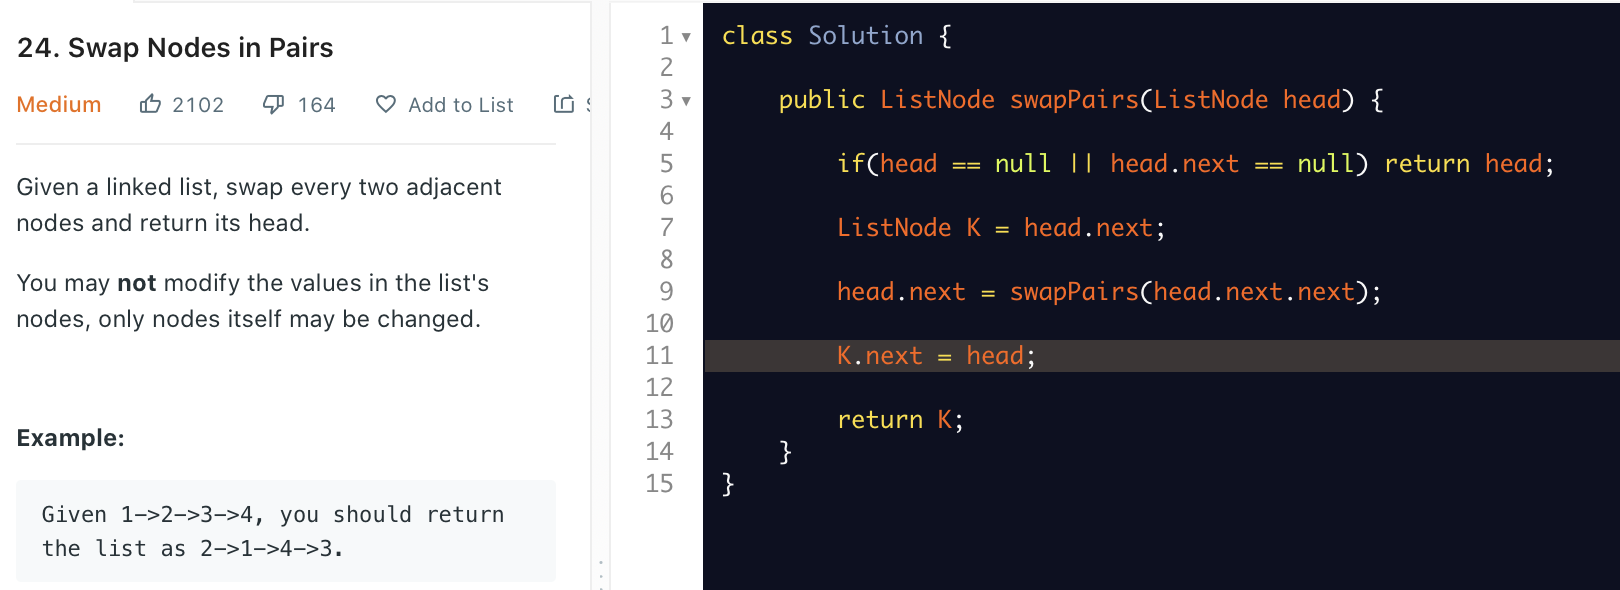 24. Swap Nodes in Pairs
Medium 2102 164 Add to List
Given a linked list, swap every two adjacent
nodes and return its head.
You may not modify the values in the list's
nodes, only nodes itself may be changed.
Example:
Given 1->2->3->4, you should return
the list as 2->1->4->3.
1 class Solution {
2
3 public ListNode swapPairs(ListNode head) {
4
5 if(head == null || head.next == null) return head;
6
7 ListNode K = head.next;
8
9 head.next = swapPairs(head.next.next);
10
11 K.next = head;
12
13 return K;
14 }
15 }